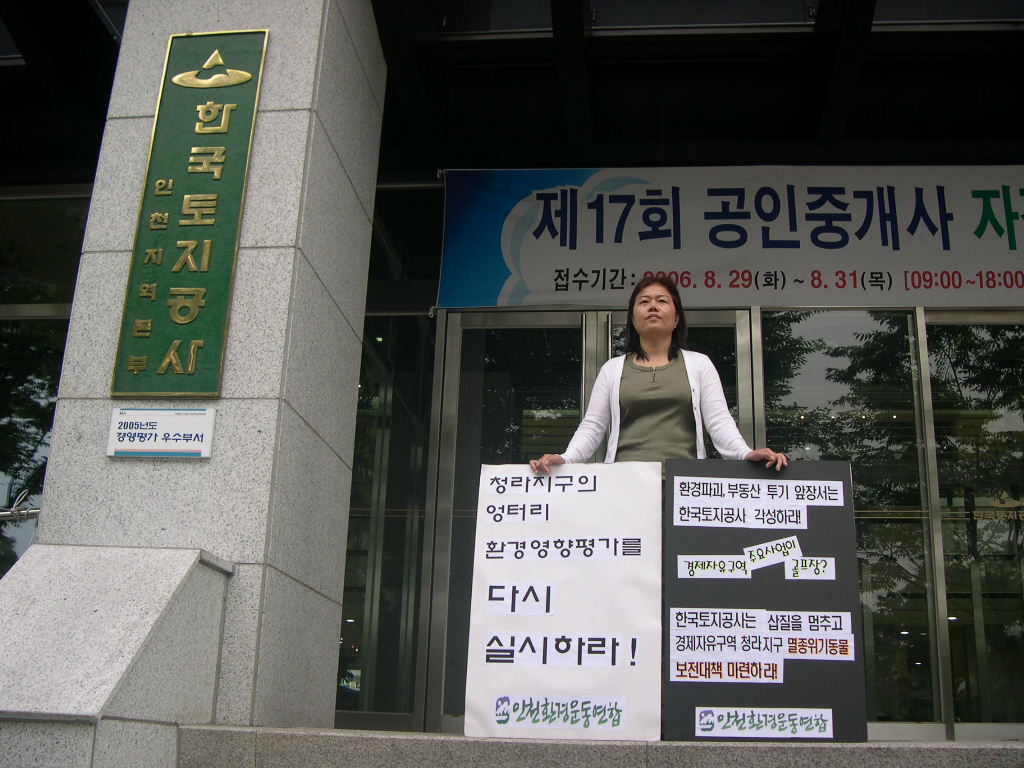 한국토지공사
인천지역본부
2005년도
경영평가 우수부서
제17회 공인중개사 자
접수기간 : 2006. 8. 29(화) ~ 8. 31(목) [09:00~18:00
청라지구의
엉터리
환경영향평가를
다시
실시하라!
인천환경운동연합
환경파괴, 부동산 투기 앞장서는
한국토지공사 각성하라!
경제자유구역 주요사업이 골프장?
한국토지공사는 삽질을 멈추고
경제자유구역 청라지구 멸종위기동물
보전대책 마련하라!
인천환경운동연합